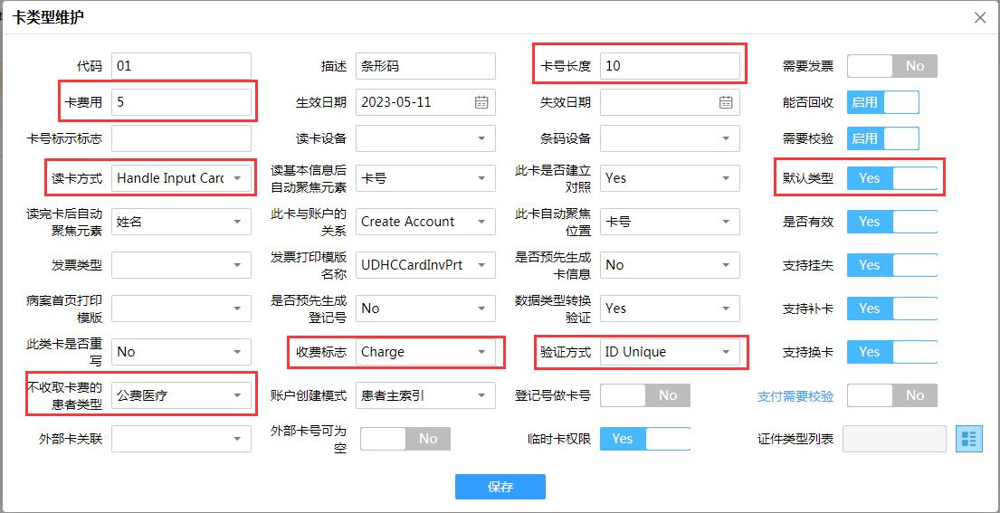 卡类型维护
代码 01 描述 条形码 卡号长度 10 需要发票 No
卡费用 5 生效日期 2023-05-11 失效日期 能否回收 启用
卡号标示标志 读卡设备 条码设备 需要校验 启用
读卡方式 Handle Input Card 读基本信息后
自动聚焦元素 卡号 此卡是否建立
对照 Yes 默认类型 Yes
读完卡后自动
聚焦元素 姓名 此卡与账户的
关系 Create Account 此卡自动聚焦
位置 卡号 是否有效 Yes
发票类型 发票打印模版
名称 UDHCCardInvPrt 是否预先生成
卡信息 No 支持挂失 Yes
病案首页打印
模版 是否预先生成
登记号 No 数据类型转换
验证 Yes 支持补卡 Yes
此类卡是否重
写 No 收费标志 Charge 验证方式 ID Unique 支持换卡 Yes
不收取卡费的
患者类型 公费医疗 账户创建模式 患者主索引 登记号做卡号 No 支付需要校验 No
外部卡关联 外部卡号可为
空 No 临时卡权限 Yes 证件类型列表
保存